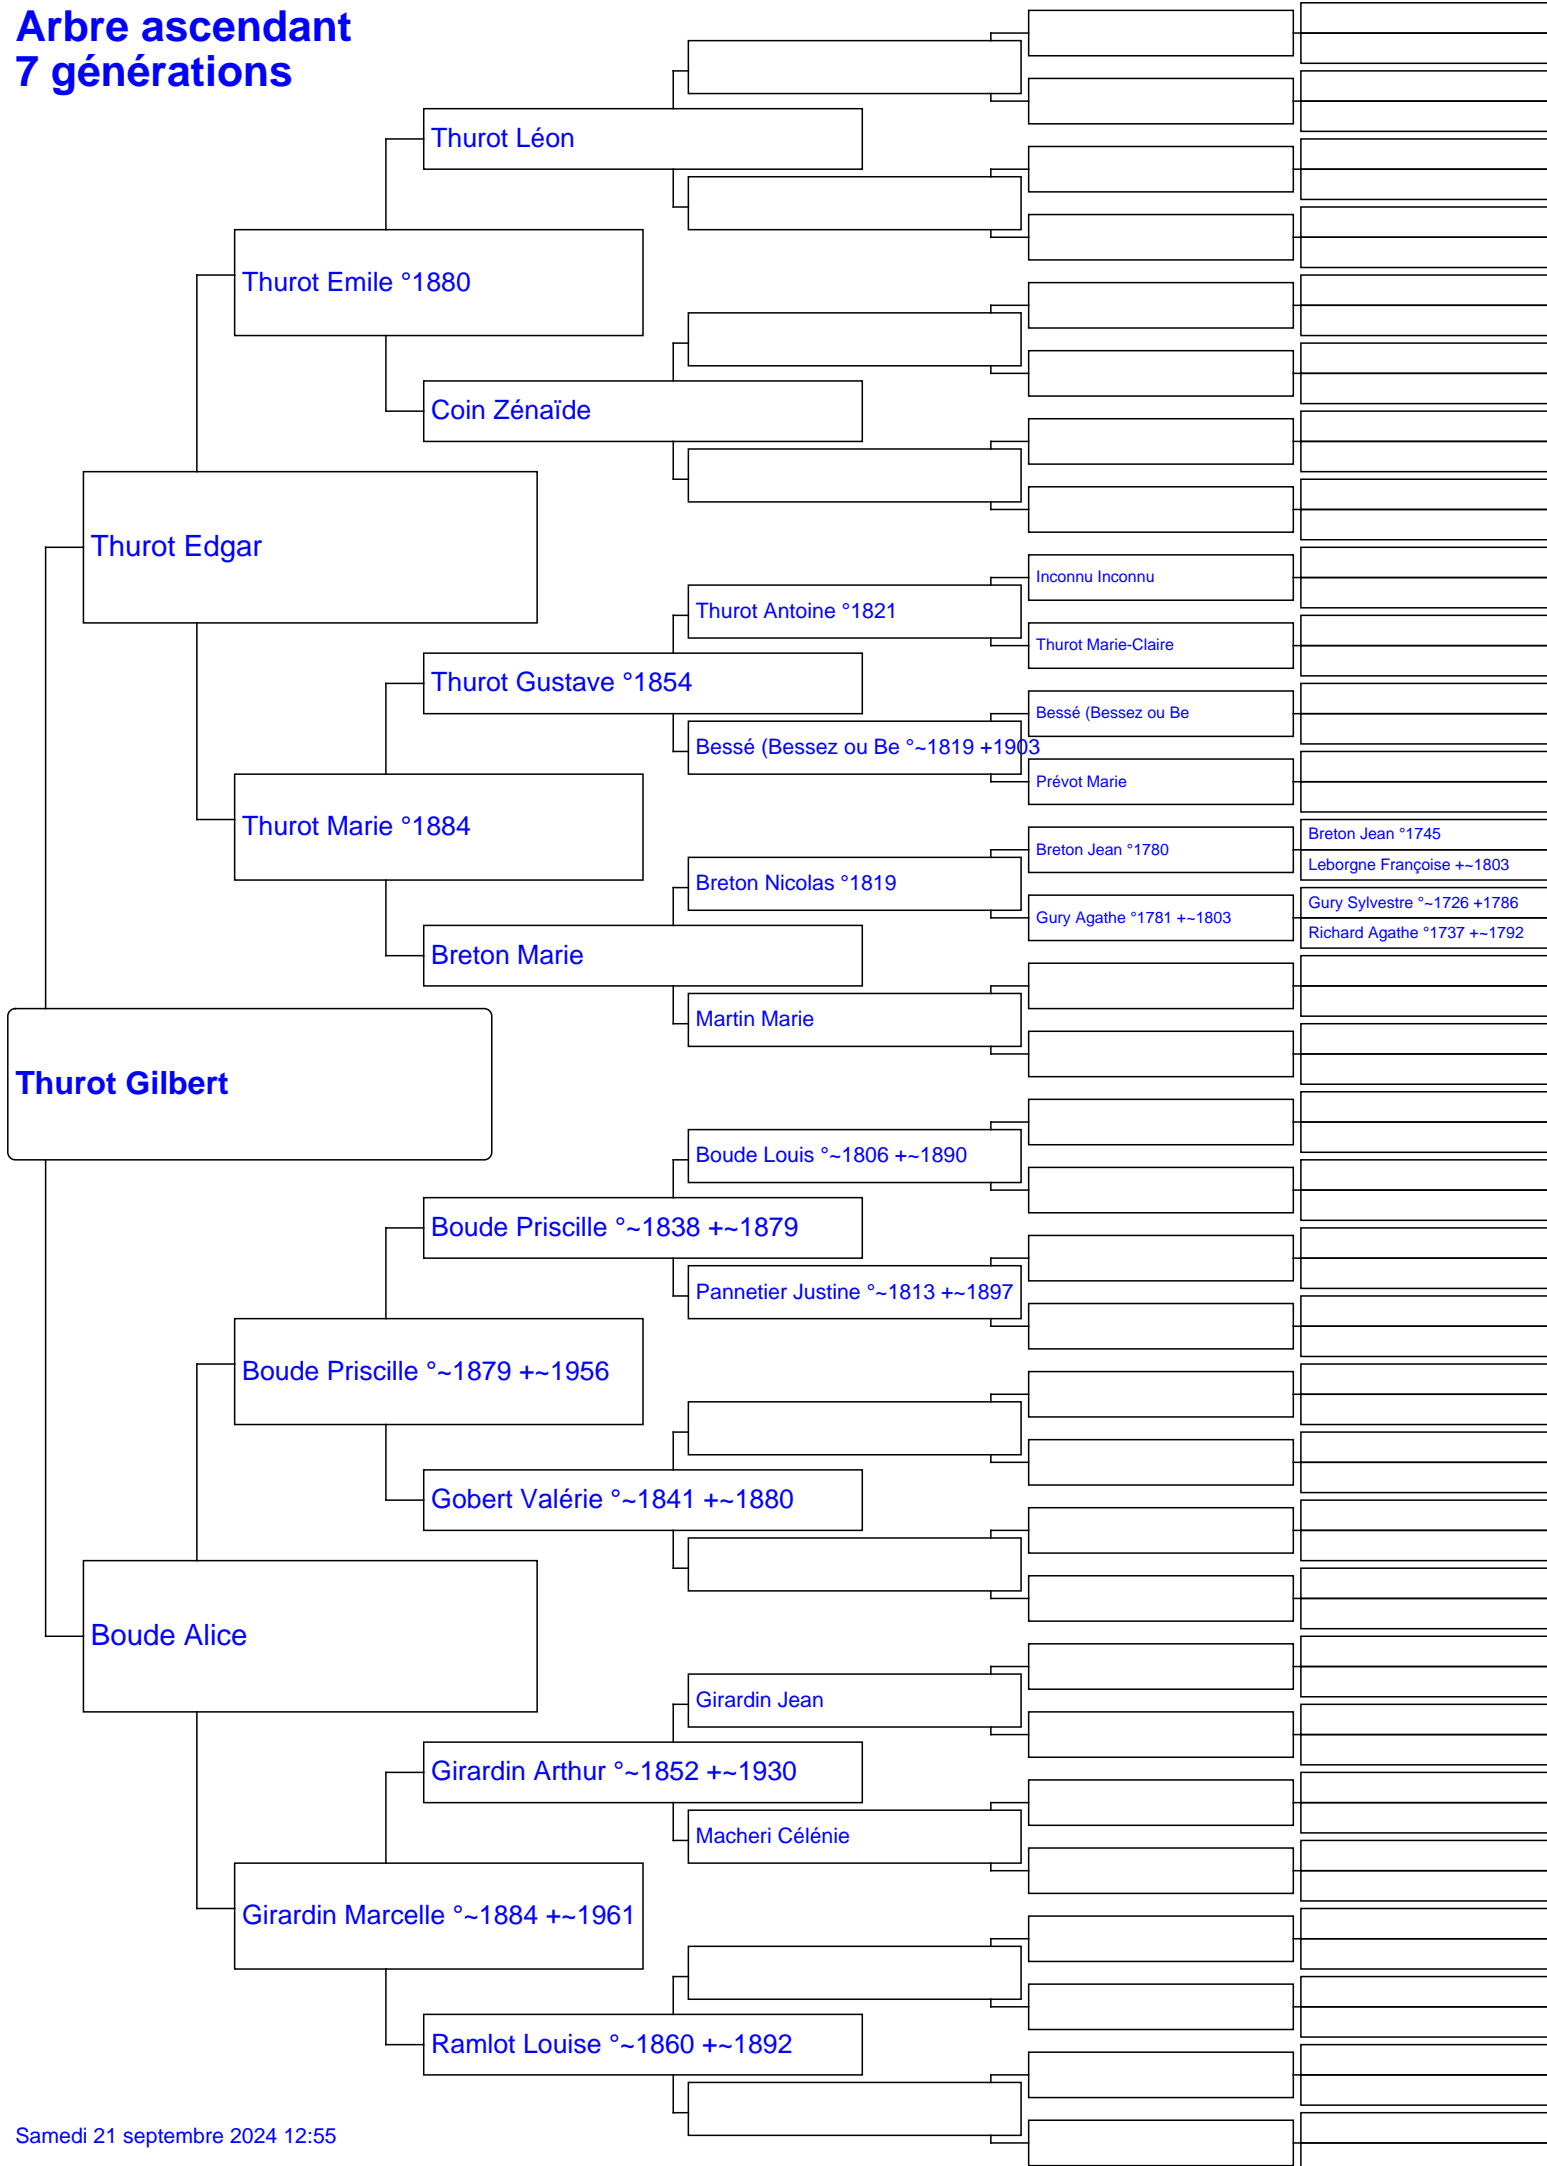 Arbre ascendant
7 générations
Thurot Léon
Thurot Emile °1880
Coin Zénaïde
Thurot Edgar
Inconnu Inconnu
Thurot Antoine °1821
Thurot Marie-Claire
Thurot Gustave °1854
Bessé (Bessez ou Be
Bessé (Bessez ou Be °~1819 +1903
Prévot Marie
Thurot Marie °1884
Breton Jean °1745
Breton Jean °1780
Leborgne Françoise +~1803
Breton Nicolas °1819
Gury Sylvestre °~1726 +1786
Gury Agathe °1781 +~1803
Richard Agathe °1737 +~1792
Breton Marie
Martin Marie
Thurot Gilbert
Boude Louis °~1806 +~1890
Boude Priscille °~1838 +~1879
Pannetier Justine °~1813 +~1897
Boude Priscille °~1879 +~1956
Gobert Valérie °~1841 +~1880
Boude Alice
Girardin Jean
Girardin Arthur °~1852 +~1930
Macheri Célénie
Girardin Marcelle °~1884 +~1961
Ramlot Louise °~1860 +~1892
Samedi 21 septembre 2024 12:55